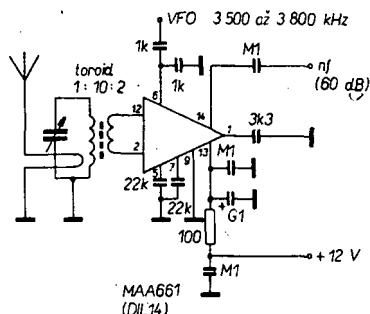 VFO 3 500 až 3 800 kHz
1k
1k
M1
nf
(60 dB)
toroid
1:10:2
6
12
14
1
3k3
2
13
M1
5
7
9
22k
22k
+
G1
100
+ 12 V
M1
MAA661
(DIL 14)